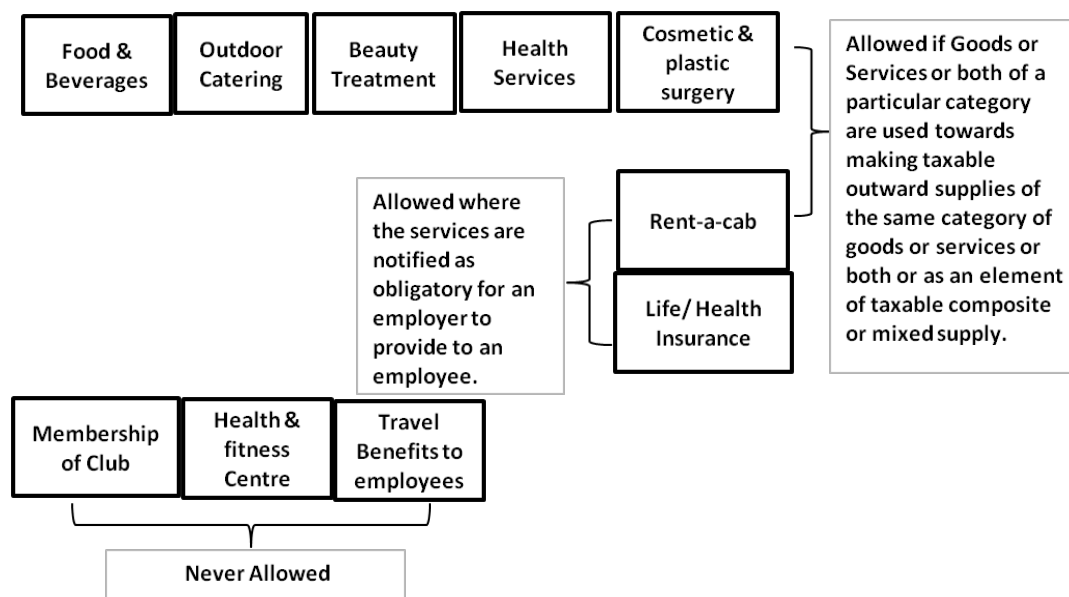 Food &
Beverages
Outdoor
Catering
Beauty
Treatment
Health
Services
Cosmetic &
plastic
surgery
Allowed if Goods or
Services or both of a
particular category
are used towards
making taxable
outward supplies of
the same category of
goods or services or
both or as an element
of taxable composite
or mixed supply.
Allowed where
the services are
notified as
obligatory for an
employer to
provide to an
employee.
Rent-a-cab
Life/ Health
Insurance
Membership
of Club
Health &
fitness
Centre
Travel
Benefits to
employees
Never Allowed